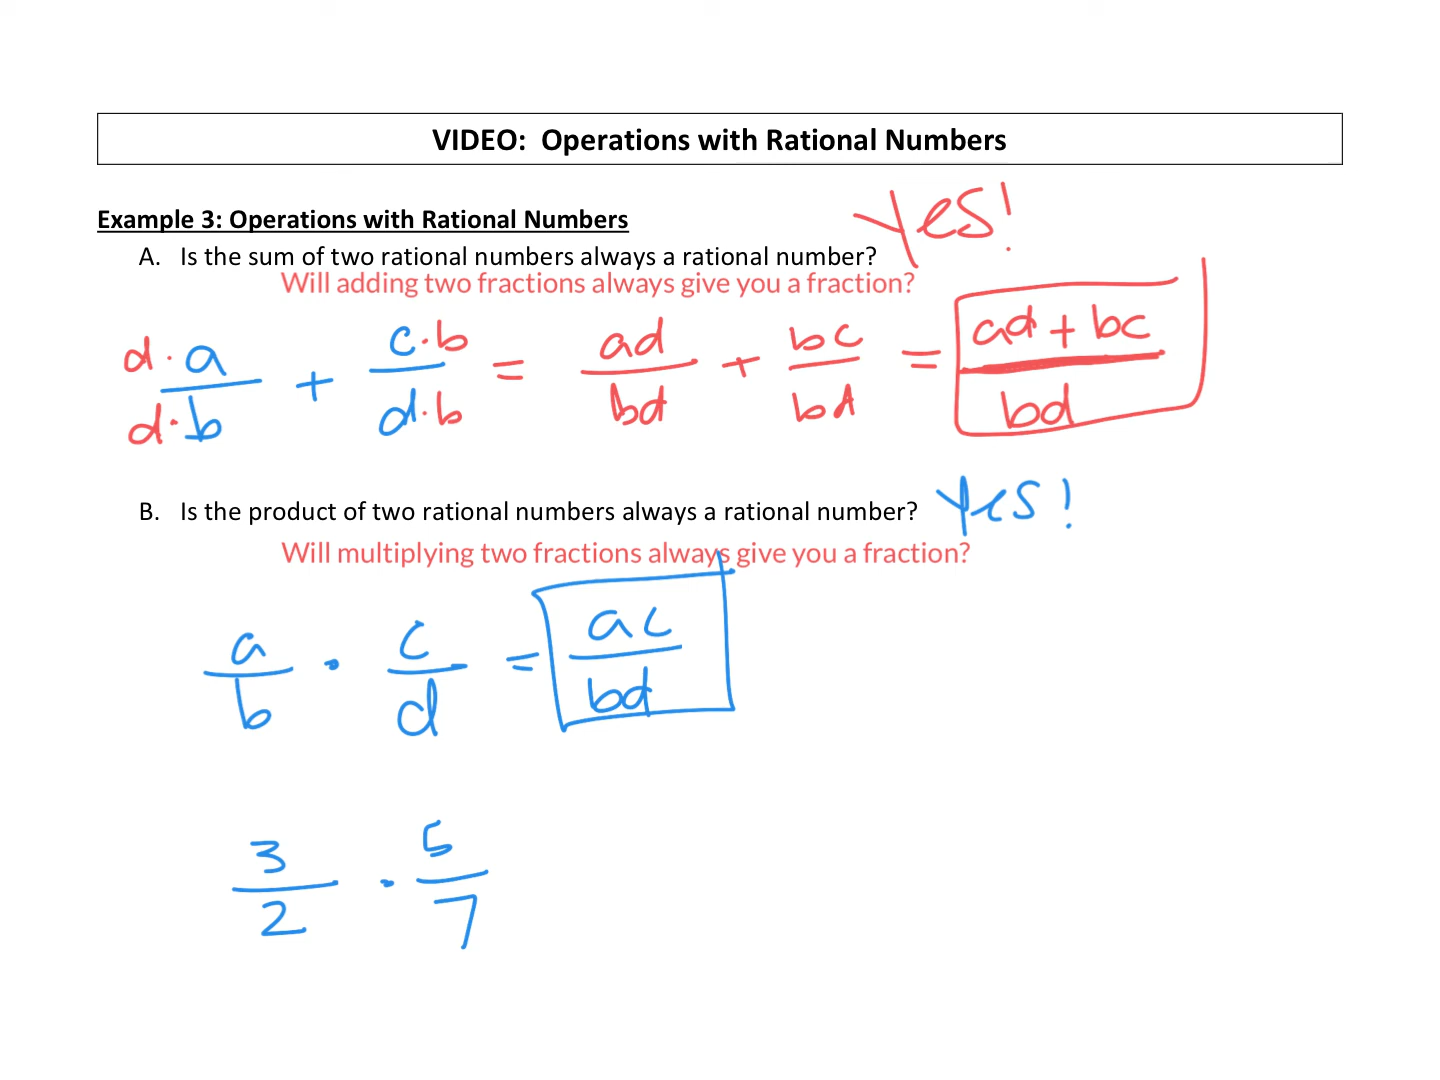 VIDEO: Operations with Rational Numbers
Example 3: Operations with Rational Numbers
Yes!
A. Is the sum of two rational numbers always a rational number?
Will adding two fractions always give you a fraction?
d · a / d · b + c · b / d · b = ad / bd + bc / bd = ad + bc / bd
B. Is the product of two rational numbers always a rational number? Yes!
Will multiplying two fractions always give you a fraction?
a / b · c / d = ac / bd
3 / 2 · 5 / 7